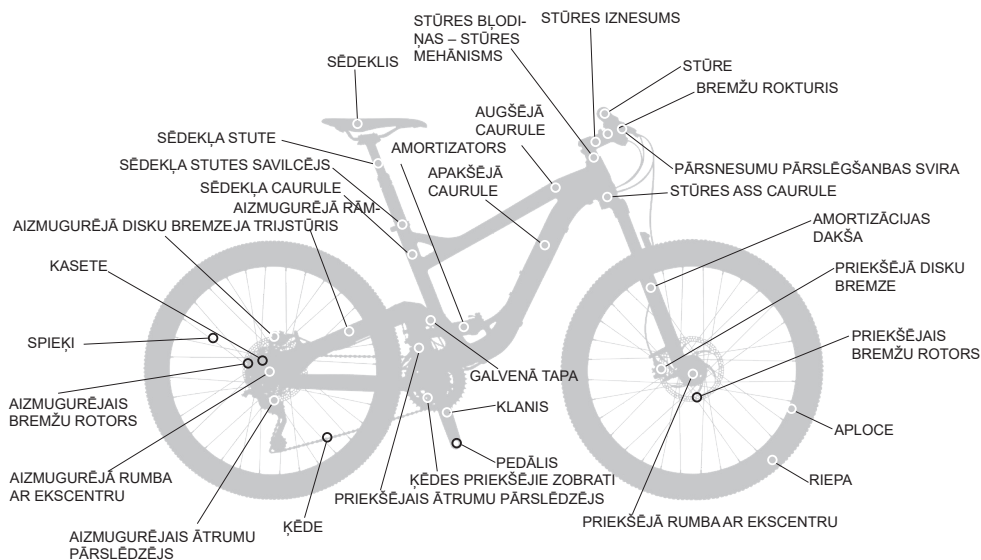 STŪRES BĻODI-
ŅAS – STŪRES
MEHĀNISMS
STŪRES IZNESUMS
SĒDEKLIS
STŪRE
BREMŽU ROKTURIS
AUGŠĒJĀ
CAURULE
SĒDEKĻA STUTE
AMORTIZATORS
SĒDEKĻA STUTES SAVILCĒJS
APAKŠĒJĀ
CAURULE
PĀRSNESUMU PĀRSLĒGŠANBAS SVIRA
SĒDEKĻA CAURULE
STŪRES ASS CAURULE
AIZMUGURĒJĀ RĀM-
JA TRIJSTŪRIS
AIZMUGURĒJĀ DISKU BREMZE
AMORTIZĀCIJAS
DAKŠA
KASETE
PRIEKŠĒJĀ DISKU
BREMZE
SPIEĶI
PRIEKŠĒJAIS
BREMŽU ROTORS
GALVENĀ TAPA
AIZMUGURĒJAIS
BREMŽU ROTORS
KLANIS
APLOCE
PEDĀLIS
AIZMUGURĒJĀ RUMBA
AR EKSCENTRU
ĶĒDES PRIEKŠĒJIE ZOBRATI
RIEPA
PRIEKŠĒJAIS ĀTRUMU PĀRSLĒDZĒJS
PRIEKŠĒJĀ RUMBA AR EKSCENTRU
ĶĒDE
AIZMUGURĒJAIS ĀTRUMU
PĀRSLĒDZĒJS